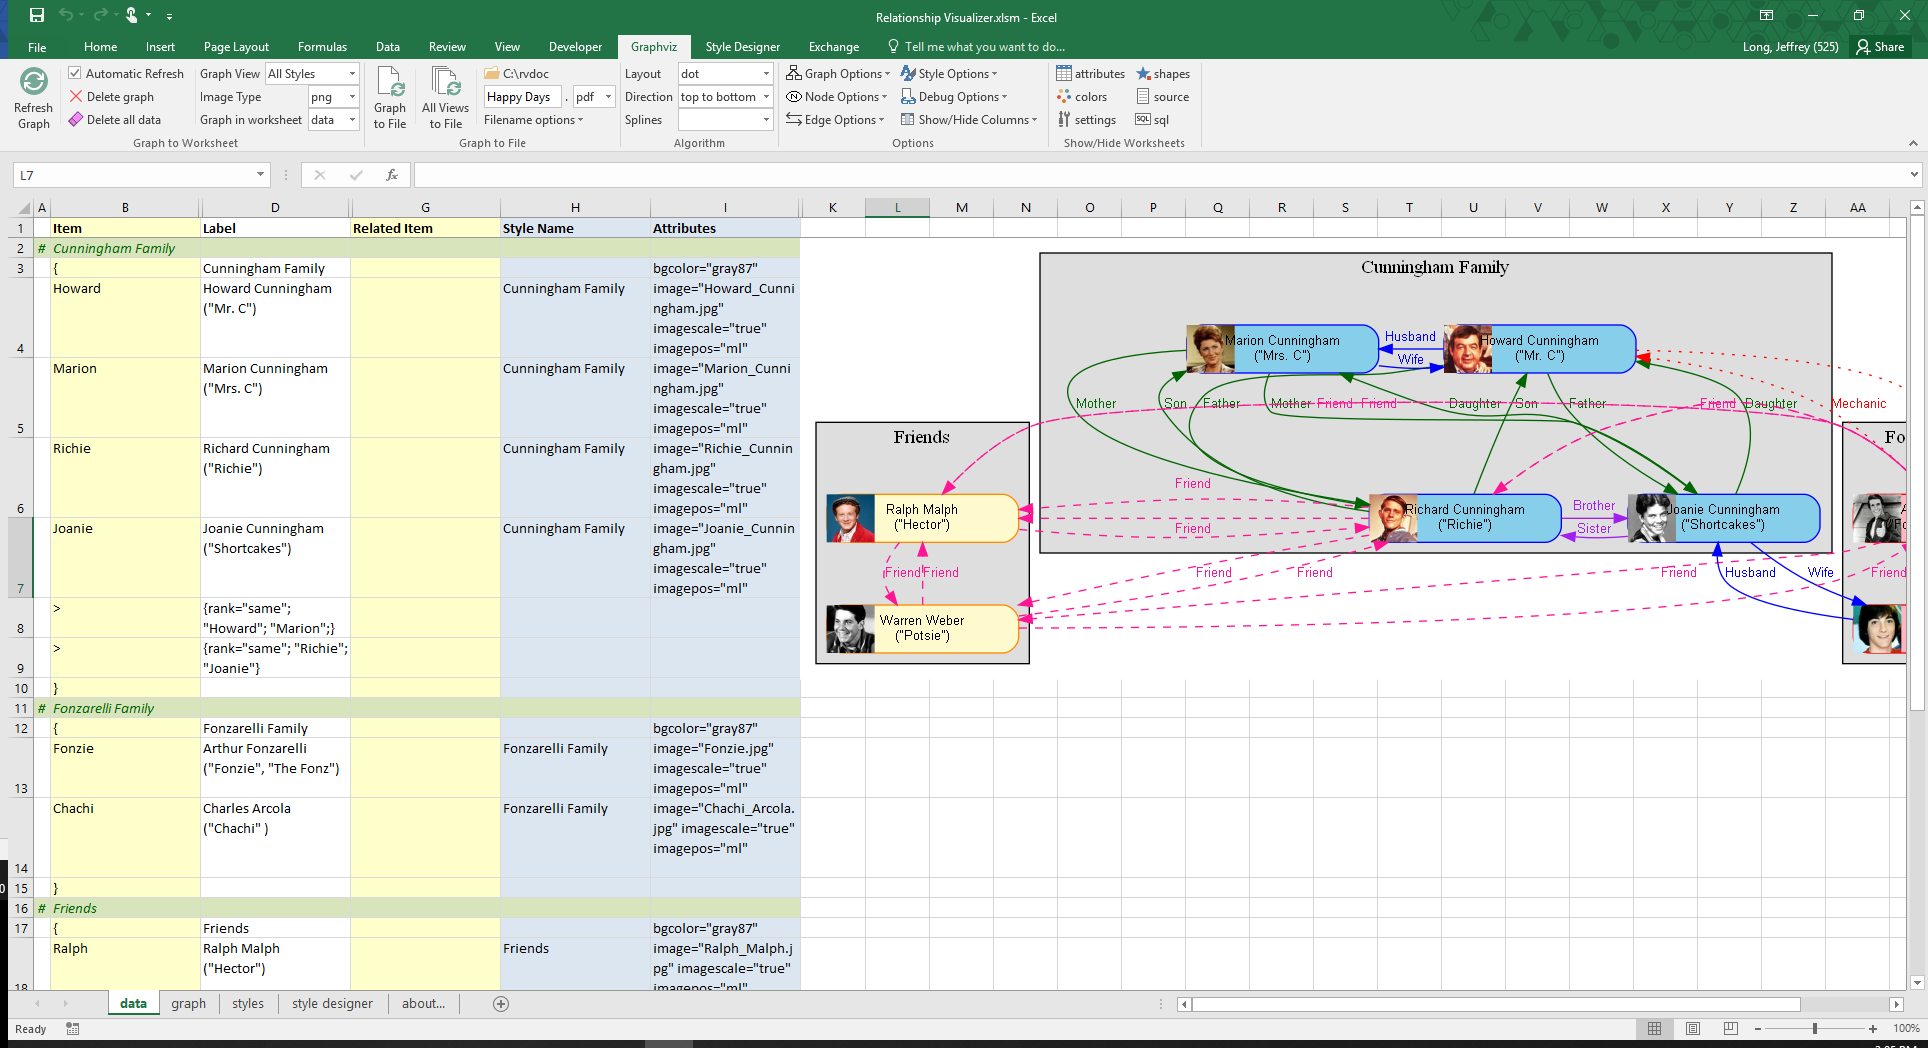 Relationship Visualizer.xlsm - Excel
File Home Insert Page Layout Formulas Data Review View Developer Graphviz Style Designer Exchange Tell me what you want to do... Long, Jeffrey (525) Share
Refresh Graph
Automatic Refresh
Delete graph
Delete all data
Graph View All Styles
Image Type png
Graph in worksheet data
Graph to Worksheet
Graph to File
All Views to File
C:\rvdoc
Happy Days . pdf
Filename options
Graph to File
Layout dot
Direction top to bottom
Splines
Algorithm
Graph Options
Node Options
Edge Options
Style Options
Debug Options
Show/Hide Columns
Options
attributes
colors
settings
shapes
source
SQL sql
Show/Hide Worksheets
L7
fx
A B D G H I K L M N O P Q R S T U V W X Y Z AA
1 Item Label Related Item Style Name Attributes
2 # Cunningham Family
3 { Cunningham Family bgcolor="gray87"
Howard Howard Cunningham Cunningham Family image="Howard_Cunni
("Mr. C") ngham.jpg"
imagescale="true"
4 imagepos="ml"
Marion Marion Cunningham Cunningham Family image="Marion_Cunni
("Mrs. C") ngham.jpg"
imagescale="true"
5 imagepos="ml"
Richie Richard Cunningham Cunningham Family image="Richie_Cunnin
("Richie") gham.jpg"
imagescale="true"
6 imagepos="ml"
Joanie Joanie Cunningham Cunningham Family image="Joanie_Cunnin
("Shortcakes") gham.jpg"
imagescale="true"
7 imagepos="ml"
> {rank="same";
8 "Howard"; "Marion";}
> {rank="same"; "Richie";
9 "Joanie"}
10 }
11 # Fonzarelli Family
12 { Fonzarelli Family bgcolor="gray87"
Fonzie Arthur Fonzarelli Fonzarelli Family image="Fonzie.jpg"
("Fonzie", "The Fonz") imagescale="true"
13 imagepos="ml"
Chachi Charles Arcola Fonzarelli Family image="Chachi_Arcola.
("Chachi" ) jpg" imagescale="true"
imagepos="ml"
14
15 }
16 # Friends
17 { Friends bgcolor="gray87"
Ralph Ralph Malph Friends image="Ralph_Malph.j
("Hector") pg" imagescale="true"
18 imagepos="ml"
Cunningham Family
Marion Cunningham
("Mrs. C")
Husband
Wife
Howard Cunningham
("Mr. C")
Mother Son Father Mother Friend Friend Daughter Son Father Friend Daughter Mechanic
Friends
Fo
Friend
Ralph Malph
("Hector")
Friend
Richard Cunningham
("Richie")
Brother
Sister
Joanie Cunningham
("Shortcakes")
Friend Friend Friend Friend Friend Husband Wife Friend
Warren Weber
("Potsie")
data graph styles style designer about...
Ready
100%